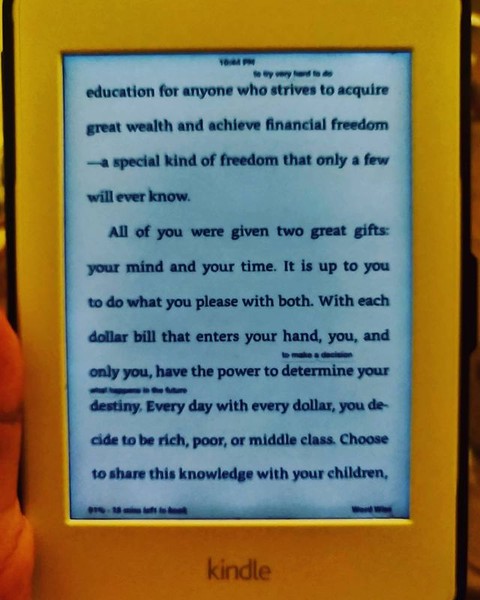 10:44 PM
to try very hard to do
education for anyone who strives to acquire
great wealth and achieve financial freedom
—a special kind of freedom that only a few
will ever know.
All of you were given two great gifts:
your mind and your time. It is up to you
to do what you please with both. With each
dollar bill that enters your hand, you, and
to make a decision
only you, have the power to determine your
what happens in the future
destiny. Every day with every dollar, you de-
cide to be rich, poor, or middle class. Choose
to share this knowledge with your children,
91% - 18 mins left in book Word Wise
kindle